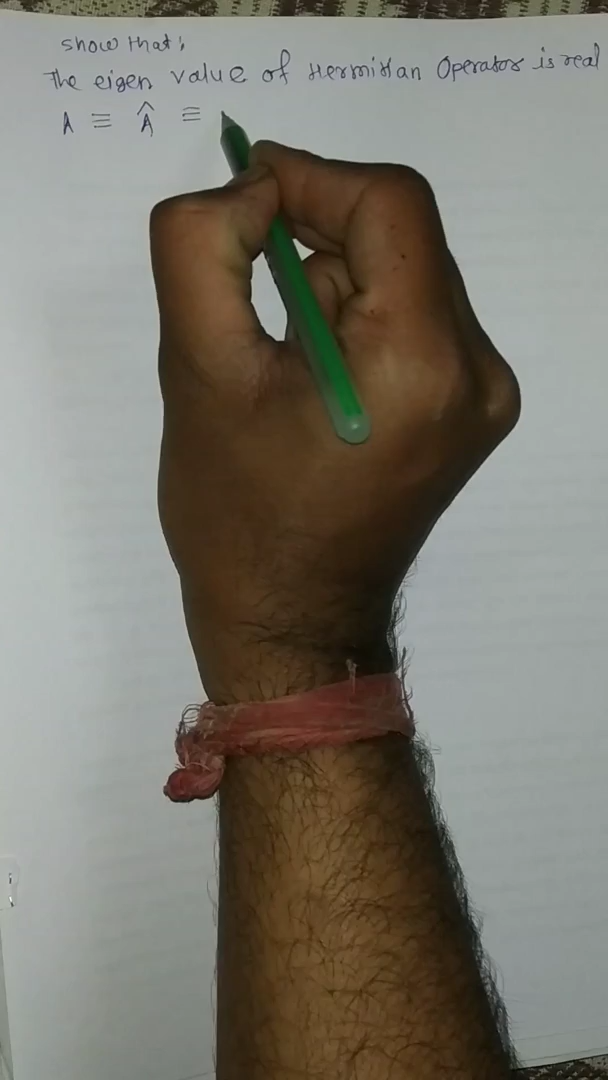 show that;
The eigen value of Hermitian Operator is real
A ≡ Â ≡